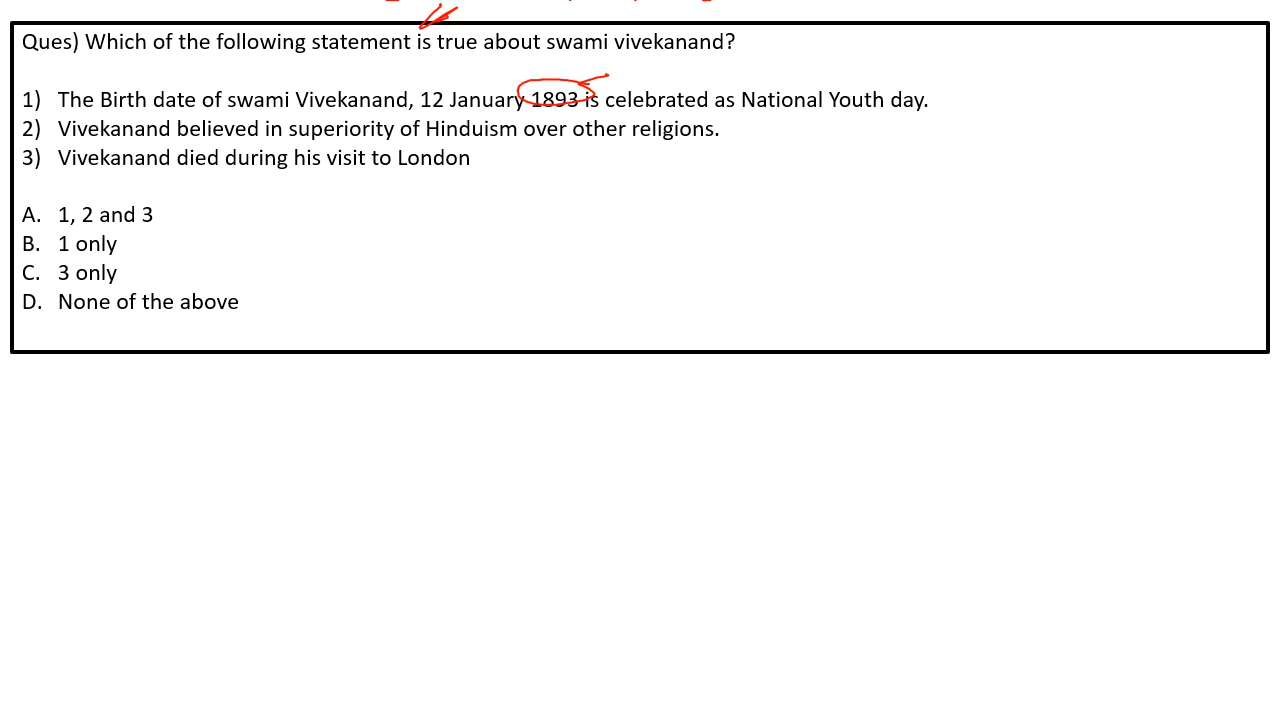 Ques) Which of the following statement is true about swami vivekanand?
1) The Birth date of swami Vivekanand, 12 January 1893 is celebrated as National Youth day.
2) Vivekanand believed in superiority of Hinduism over other religions.
3) Vivekanand died during his visit to London
A. 1, 2 and 3
B. 1 only
C. 3 only
D. None of the above